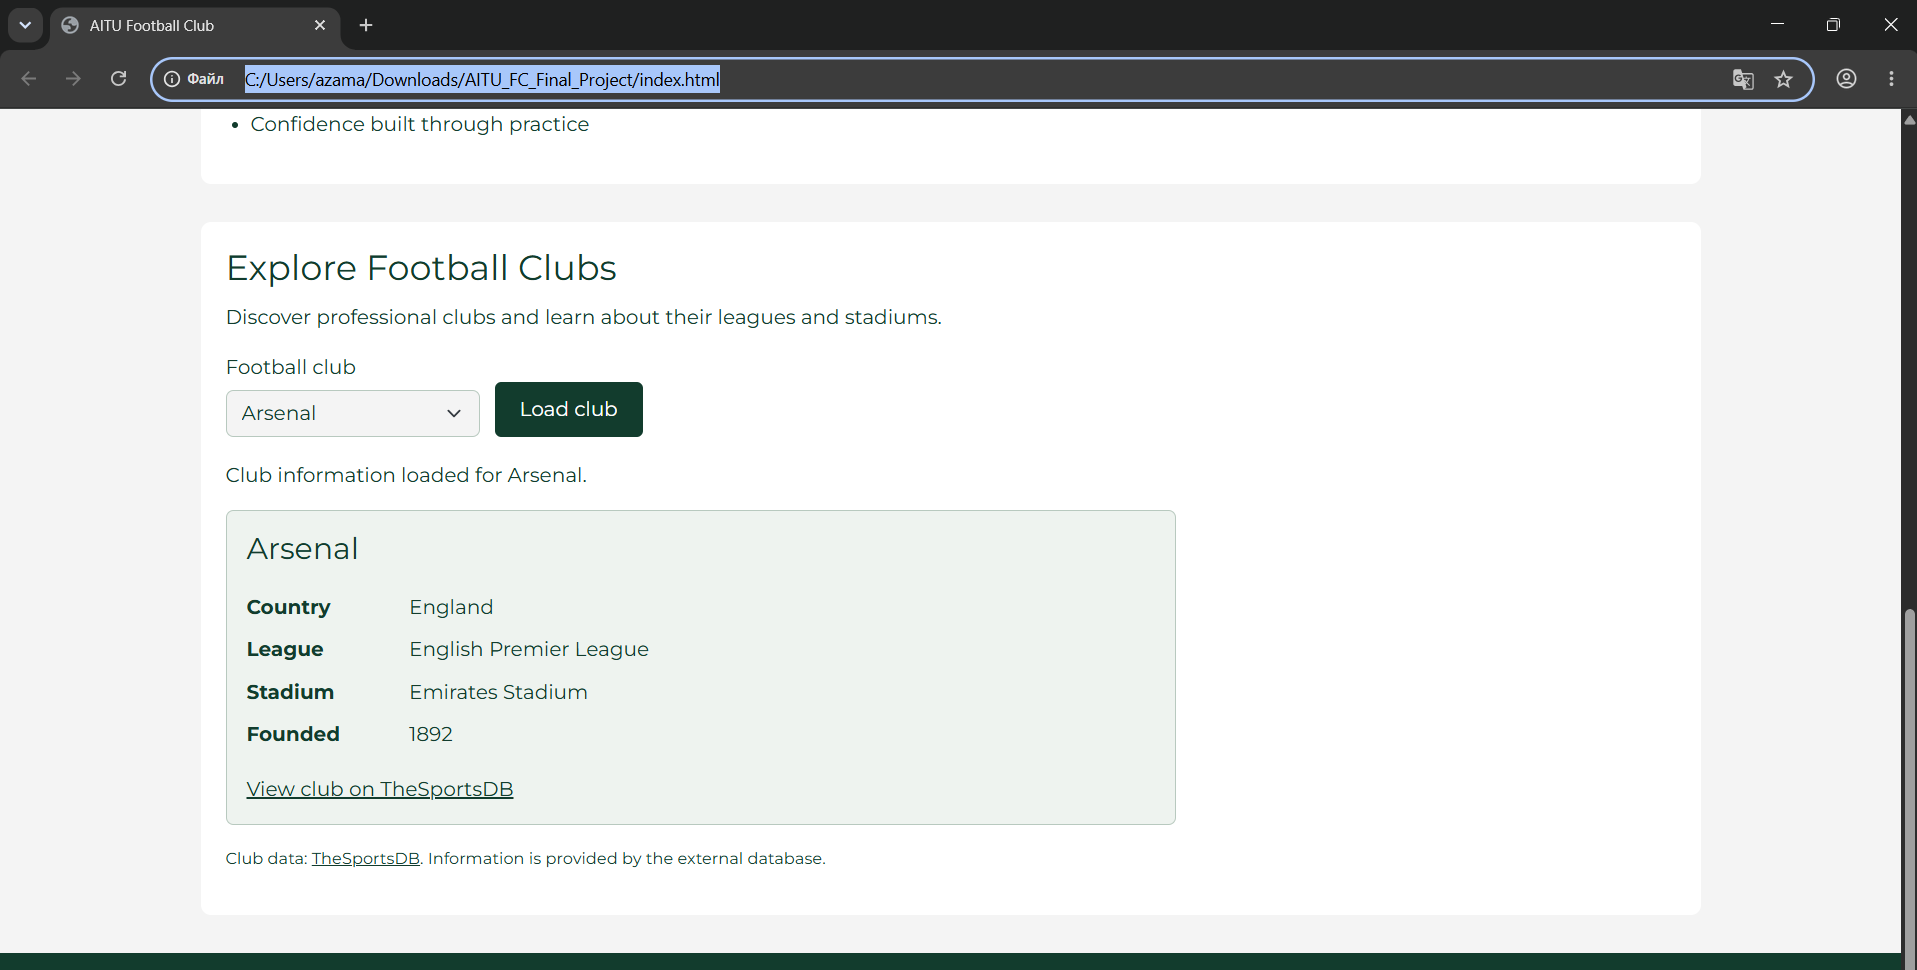 AITU Football Club
Файл C:/Users/azama/Downloads/AITU_FC_Final_Project/index.html
• Confidence built through practice
Explore Football Clubs
Discover professional clubs and learn about their leagues and stadiums.
Football club
Arsenal
Load club
Club information loaded for Arsenal.
Arsenal
Country England
League English Premier League
Stadium Emirates Stadium
Founded 1892
View club on TheSportsDB
Club data: TheSportsDB. Information is provided by the external database.